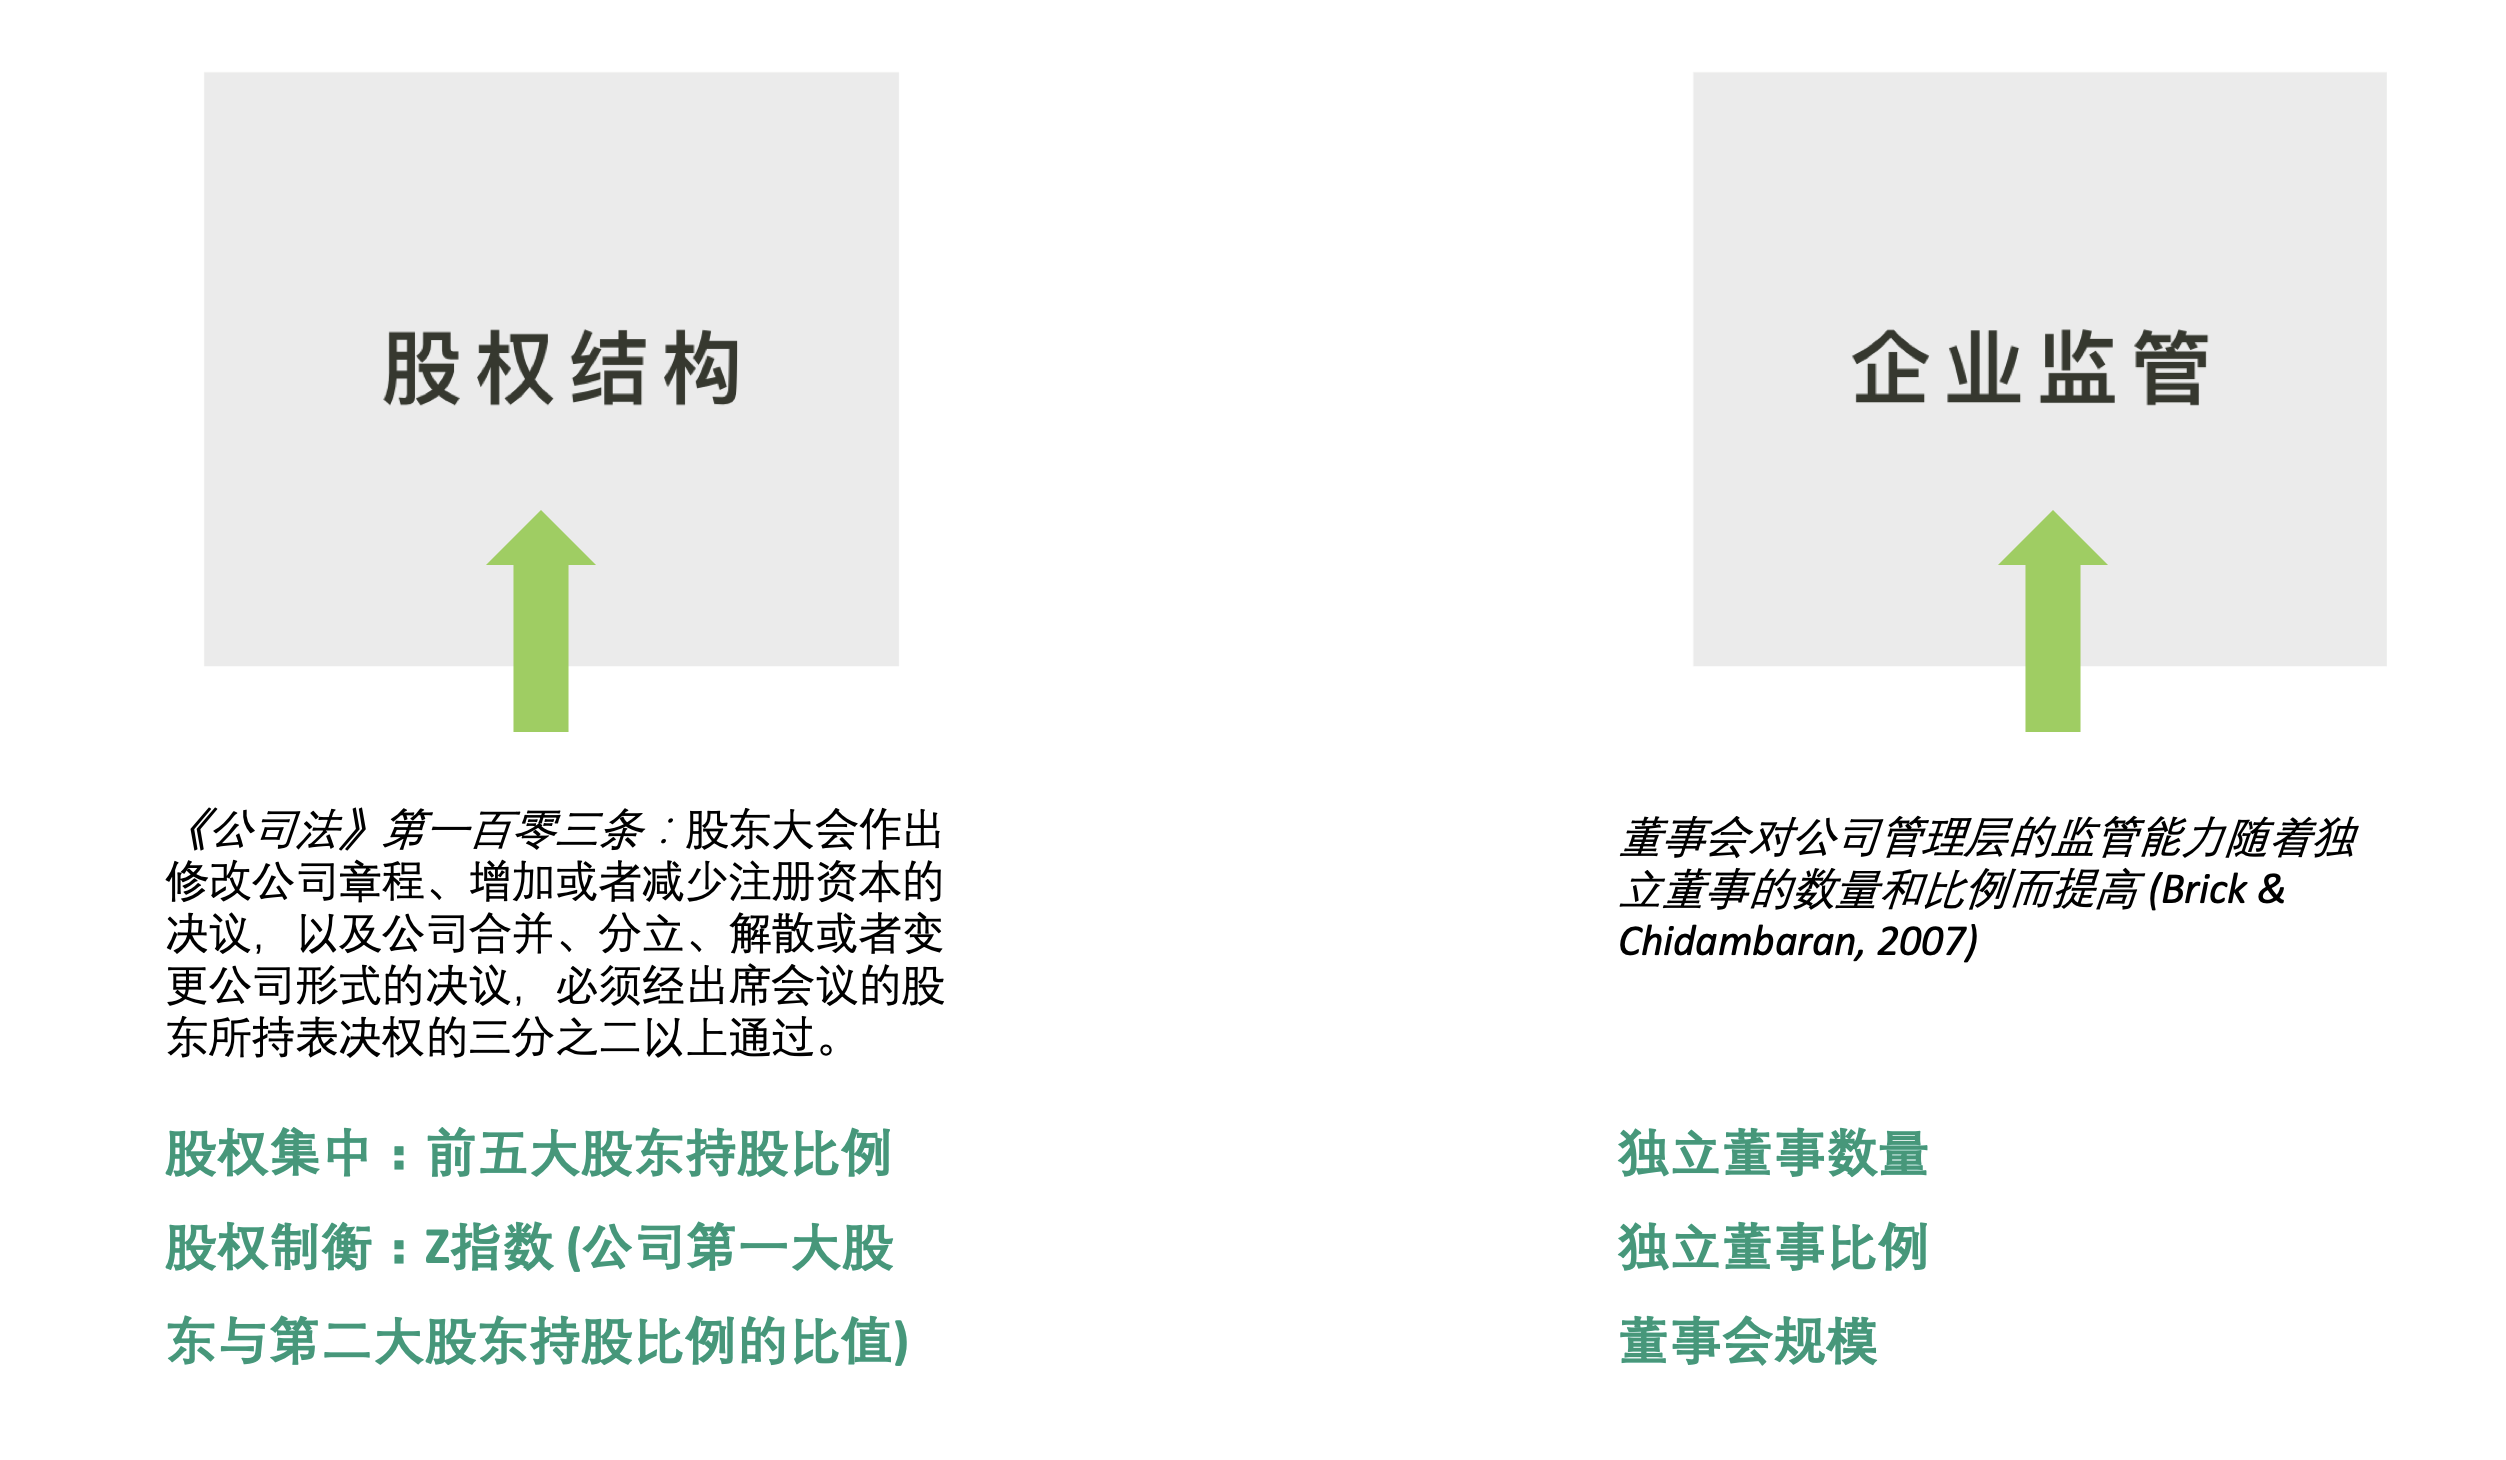 股权结构
《公司法》第一百零三条：股东大会作出
修改公司章程、增加或者减少注册资本的
决议，以及公司合并、分立、解散或者变
更公司形式的决议，必须经出席会议的股
东所持表决权的三分之二以上通过。
股权集中：前五大股东持股比例
股权制衡：Z指数(公司第一大股
东与第二大股东持股比例的比值)
企业监管
董事会对公司管理层的监管能力随着独
立董事的数量和比例而提高(Brick &
Chidambaran, 2007)
独立董事数量
独立董事比例
董事会规模